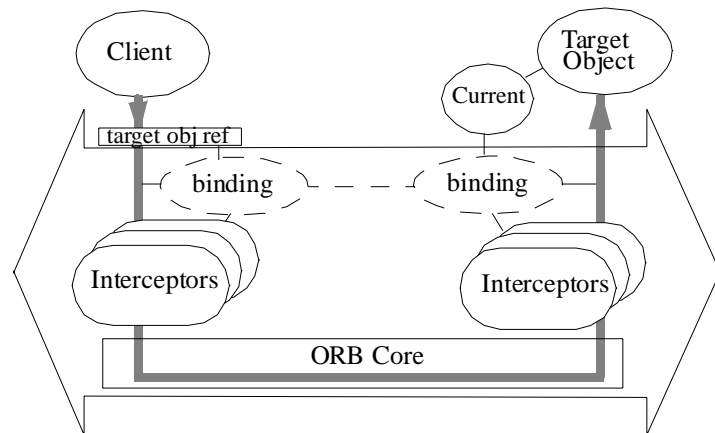 Client
Target
Object
Current
target obj ref
binding
binding
Interceptors
Interceptors
ORB Core